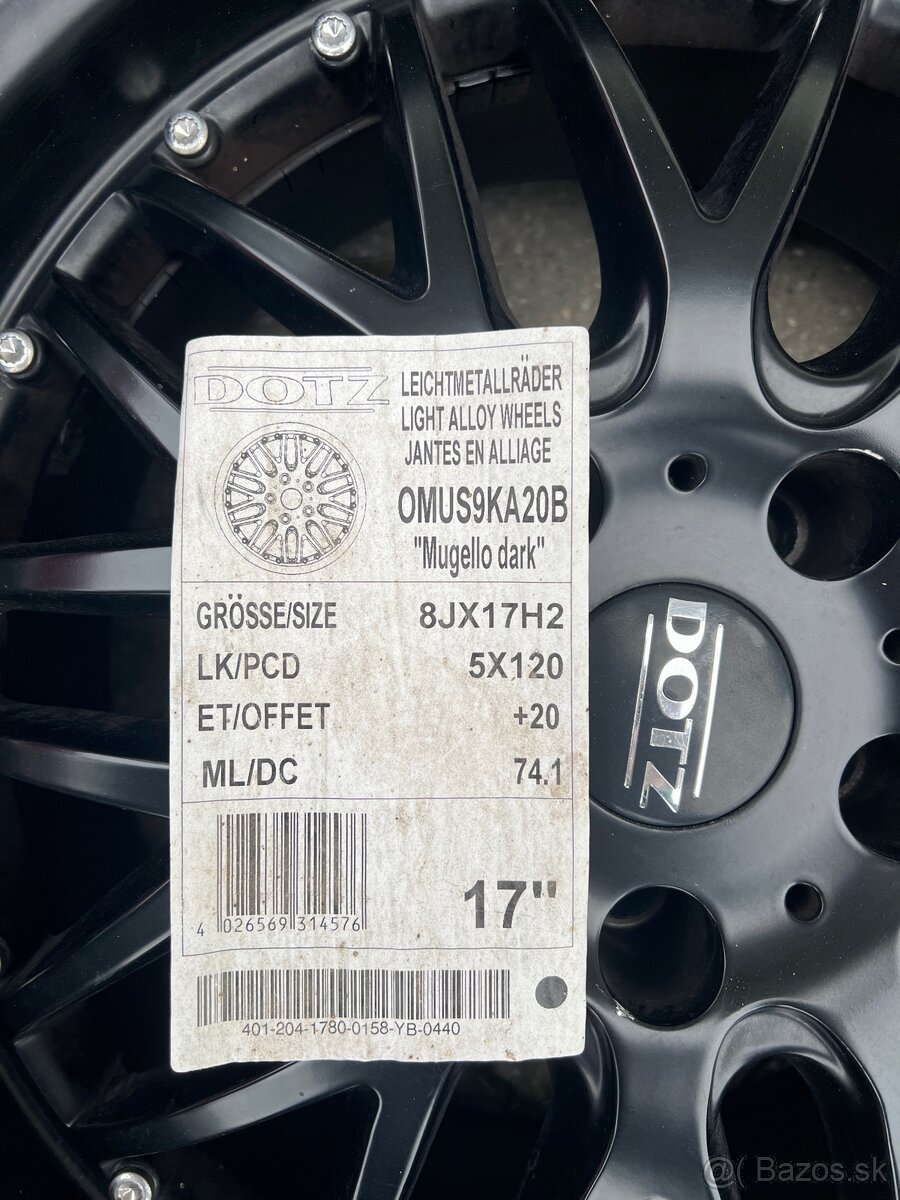 DOTZ
LEICHTMETALLRÄDER
LIGHT ALLOY WHEELS
JANTES EN ALLIAGE
OMUS9KA20B
"Mugello dark"
GRÖSSE/SIZE 8JX17H2
LK/PCD 5X120
ET/OFFET +20
ML/DC 74.1
4 026569 314576
17"
401-204-1780-0158-YB-0440
DOTZ
@( Bazos.sk